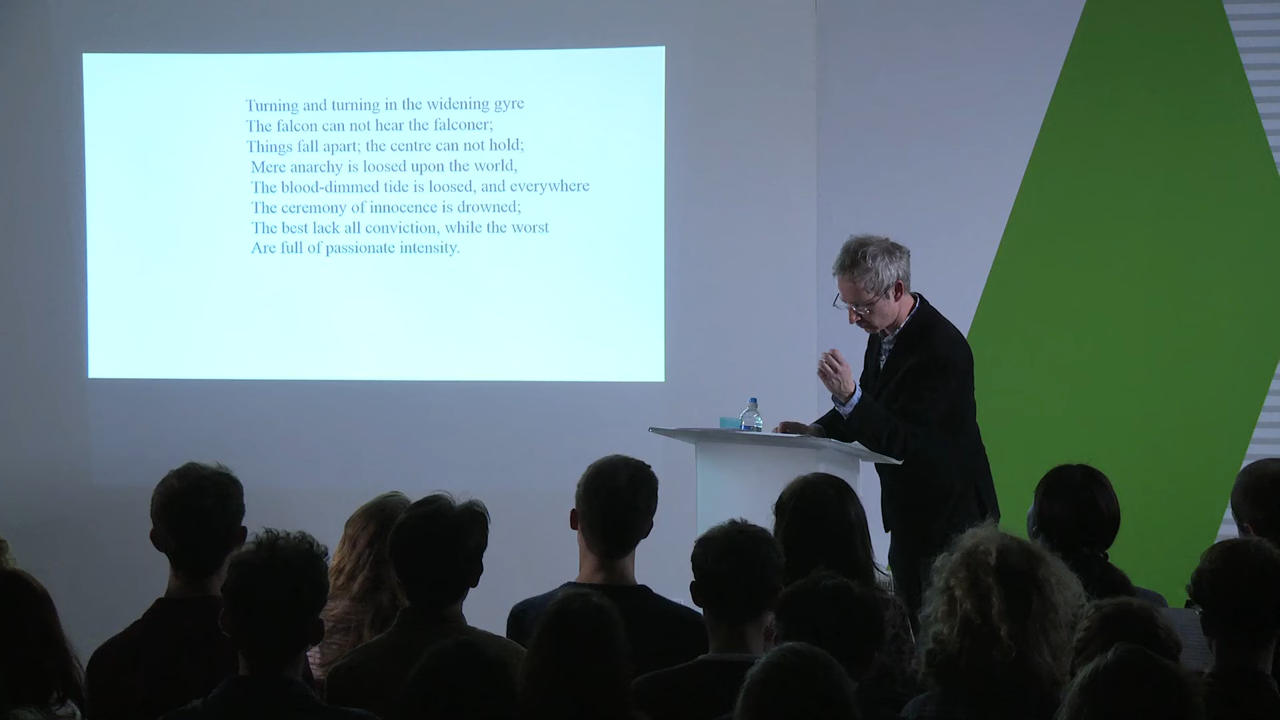 Turning and turning in the widening gyre
The falcon can not hear the falconer;
Things fall apart; the centre can not hold;
Mere anarchy is loosed upon the world,
The blood-dimmed tide is loosed, and everywhere
The ceremony of innocence is drowned;
The best lack all conviction, while the worst
Are full of passionate intensity.